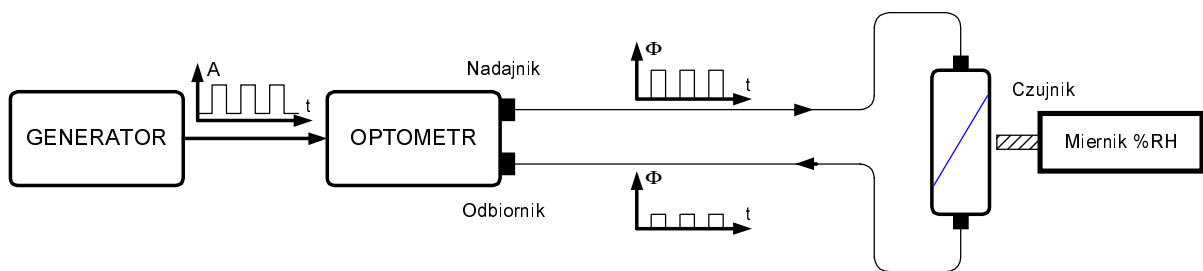 GENERATOR
A
t
OPTOMETR
Nadajnik
Odbiornik
Φ
t
Φ
t
Czujnik
Miernik %RH